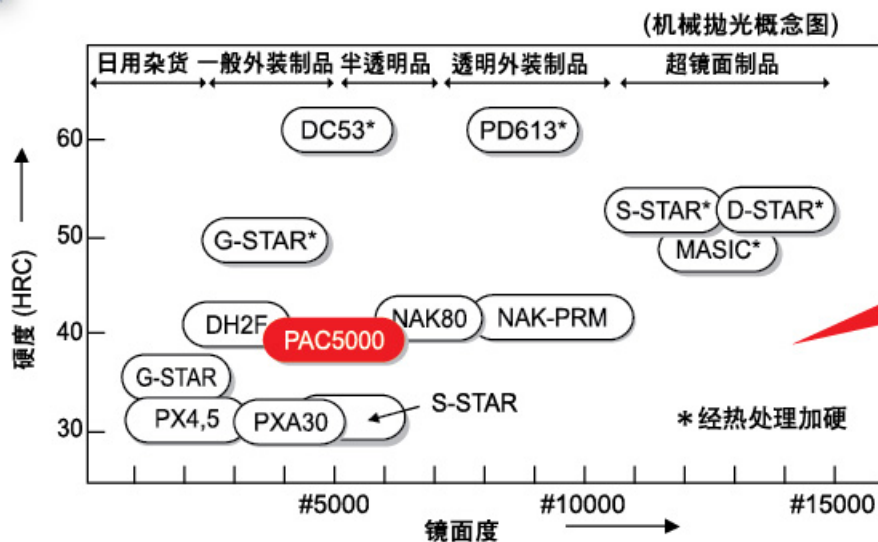 (机械抛光概念图)
日用杂货 一般外装制品 半透明品 透明外装制品 超镜面制品
DC53* PD613*
60
S-STAR* D-STAR*
G-STAR*
50
MASIC*
DH2F NAK80 NAK-PRM
PAC5000
40
G-STAR
PX4,5 PXA30 S-STAR
30
*经热处理加硬
硬度 (HRC)
#5000 #10000 #15000
镜面度